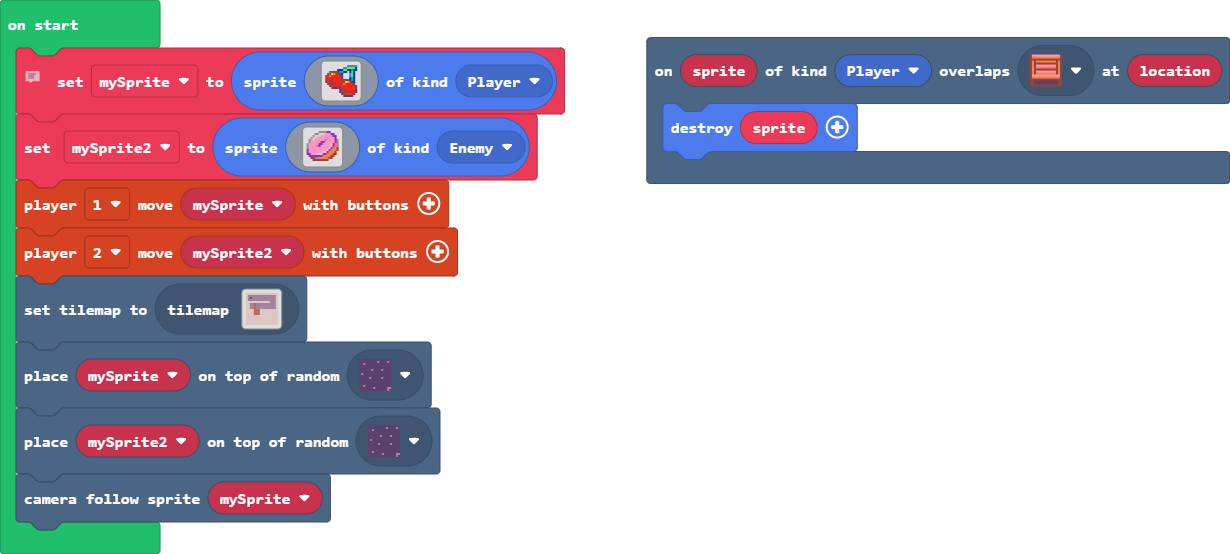 on start
set mySprite to sprite of kind Player
set mySprite2 to sprite of kind Enemy
player 1 move mySprite with buttons
player 2 move mySprite2 with buttons
set tilemap to tilemap
place mySprite on top of random
place mySprite2 on top of random
camera follow sprite mySprite
on sprite of kind Player overlaps at location
destroy sprite